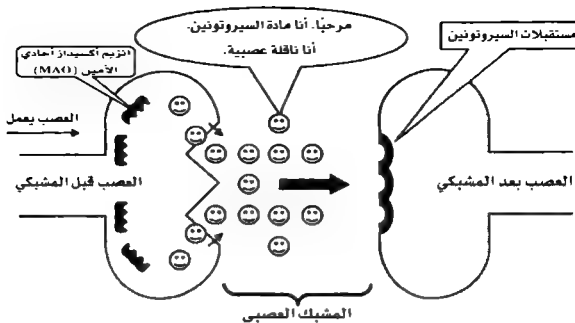 مرحبًا. أنا مادة السيروتونين.
أنا ناقلة عصبية.
مستقبلات السيروتونين
انزيم أكسيداز أحادي
الأمين (MAO)
العصب يعمل
العصب قبل المشبكي
العصب بعد المشبكي
المشبك العصبي